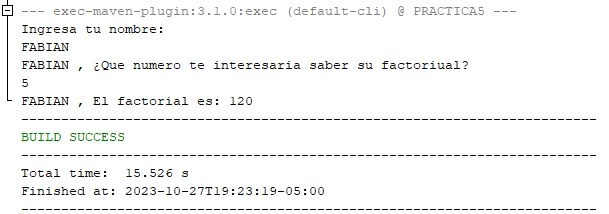 --- exec-maven-plugin:3.1.0:exec (default-cli) @ PRACTICA5 ---
Ingresa tu nombre:
FABIAN
FABIAN , ¿Que numero te interesaria saber su factoriual?
5
FABIAN , El factorial es: 120
------------------------------------------------------------------------
BUILD SUCCESS
------------------------------------------------------------------------
Total time:  15.526 s
Finished at: 2023-10-27T19:23:19-05:00
------------------------------------------------------------------------